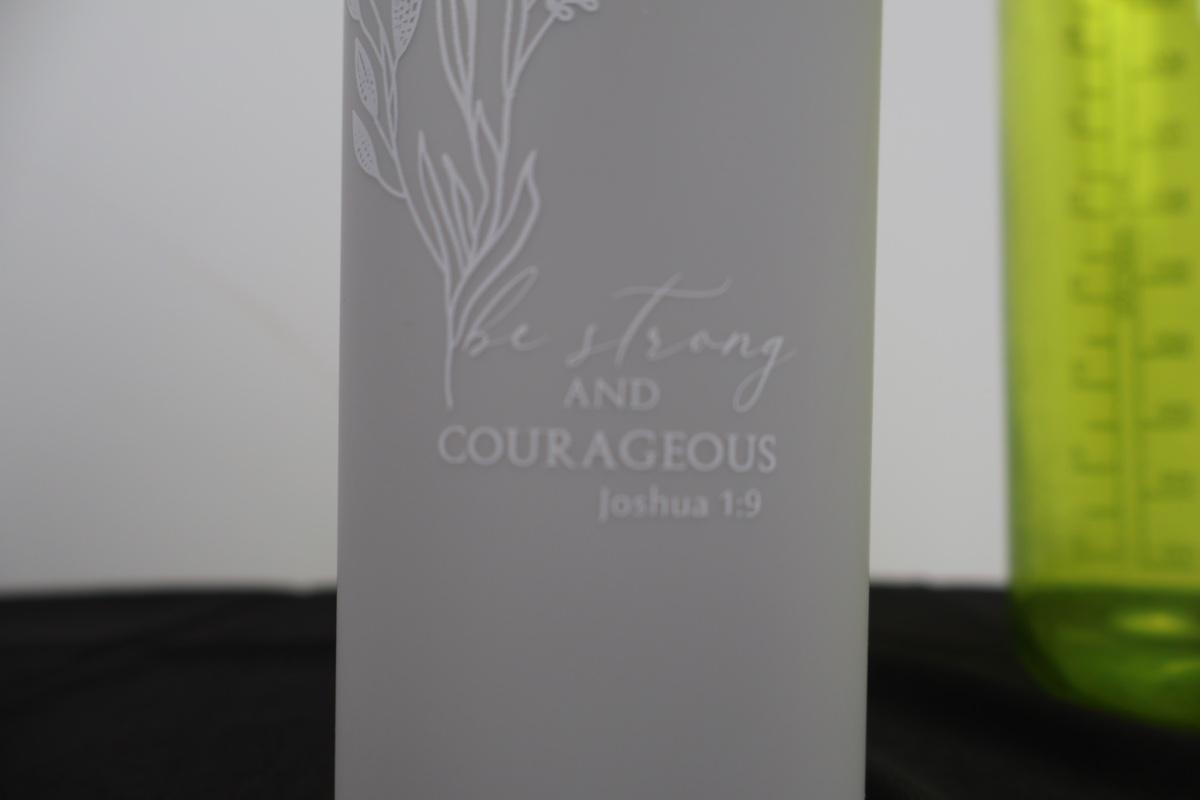 be strong
AND
COURAGEOUS
Joshua 1:9